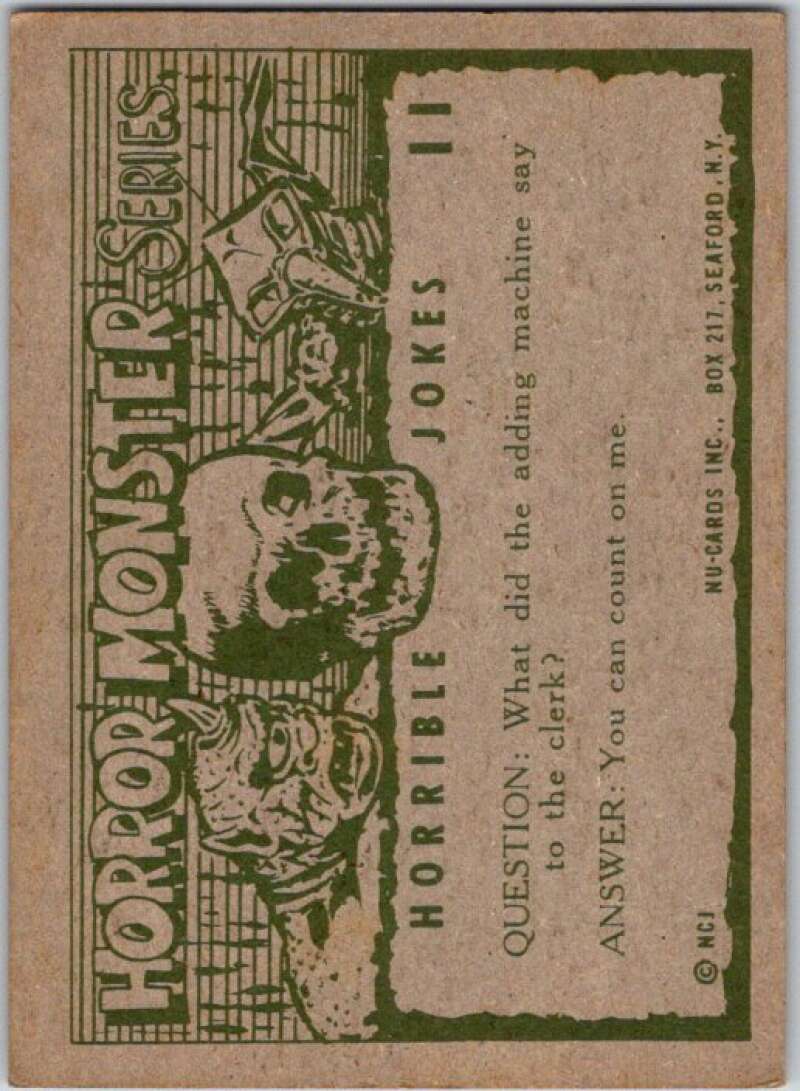 HORROR MONSTER SERIES
HORRIBLE JOKES 11
QUESTION: What did the adding machine say
to the clerk?
ANSWER: You can count on me.
© NCI NU-CARDS INC., BOX 217, SEAFORD, N.Y.